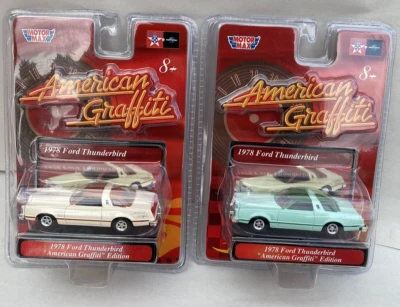 MOTOR
MAX
8+
American
Graffiti
1978 Ford Thunderbird
1978 Ford Thunderbird
"American Graffiti" Edition
MOTOR
MAX
8+
American
Graffiti
1978 Ford Thunderbird
1978 Ford Thunderbird
"American Graffiti" Edition